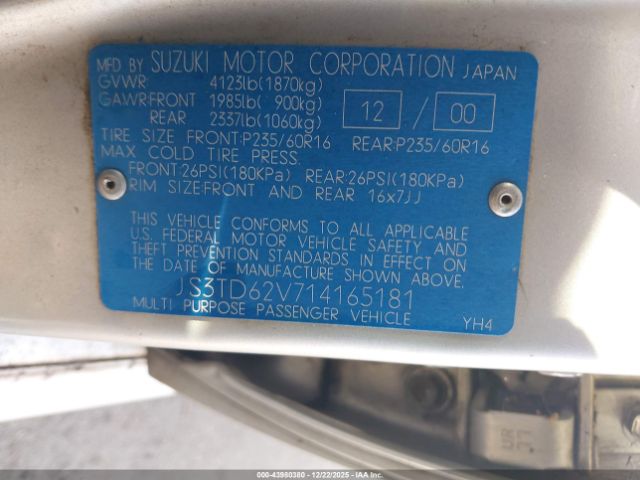 MFD BY SUZUKI MOTOR CORPORATION JAPAN
GVWR: 4123lb(1870kg)
GAWR:FRONT 1985lb( 900kg)
REAR 2337lb(1060kg)
12 / 00
TIRE SIZE FRONT:P235/60R16 REAR:P235/60R16
MAX COLD TIRE PRESS.
FRONT:26PSI(180KPa) REAR:26PSI(180KPa)
RIM SIZE:FRONT AND REAR 16x7JJ
THIS VEHICLE CONFORMS TO ALL APPLICABLE
U.S. FEDERAL MOTOR VEHICLE SAFETY AND
THEFT PREVENTION STANDARDS IN EFFECT ON
THE DATE OF MANUFACTURE SHOWN ABOVE.
JS3TD62V714165181
MULTI PURPOSE PASSENGER VEHICLE YH4
000-43980380 - 12/22/2025 - IAAI.COM